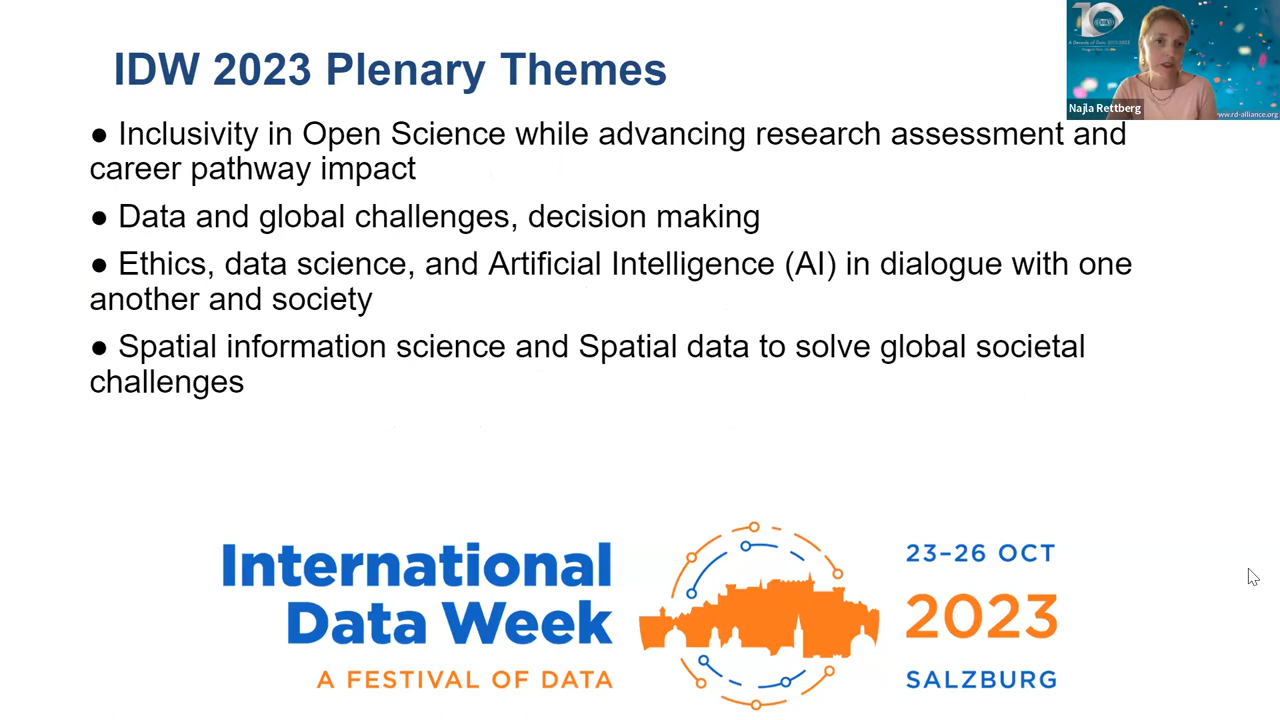 IDW 2023 Plenary Themes
Najla Rettberg
www.rd-alliance.org
● Inclusivity in Open Science while advancing research assessment and
career pathway impact
● Data and global challenges, decision making
● Ethics, data science, and Artificial Intelligence (AI) in dialogue with one
another and society
● Spatial information science and Spatial data to solve global societal
challenges
International
Data Week
A FESTIVAL OF DATA
23–26 OCT
2023
SALZBURG